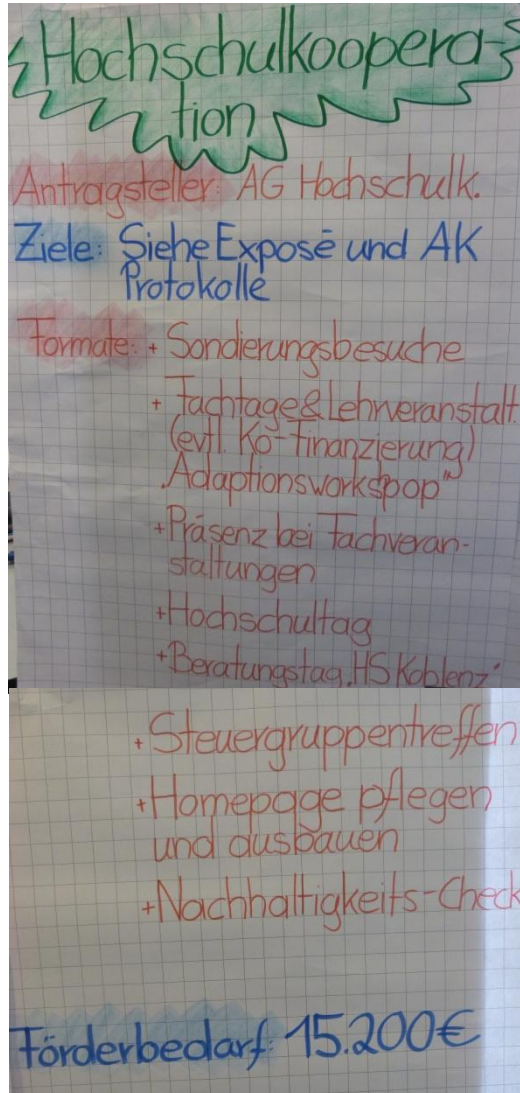 Hochschulkoopera-
tion
Antragsteller: AG Hochschulk.
Ziele: Siehe Exposé und AK
Protokolle
Formate: + Sondierungsbesuche
+ Fachtage & Lehrveranstalt.
(evtl. Ko-Finanzierung)
„Adaptionsworkspop"
+ Präsenz bei Fachveran-
staltungen
+ Hochschultag
+ Beratungstag „HS Koblenz"
+ Steuergruppentreffen
+ Homepage pflegen
und ausbauen
+ Nachhaltigkeits-Check
Förderbedarf: 15.200€